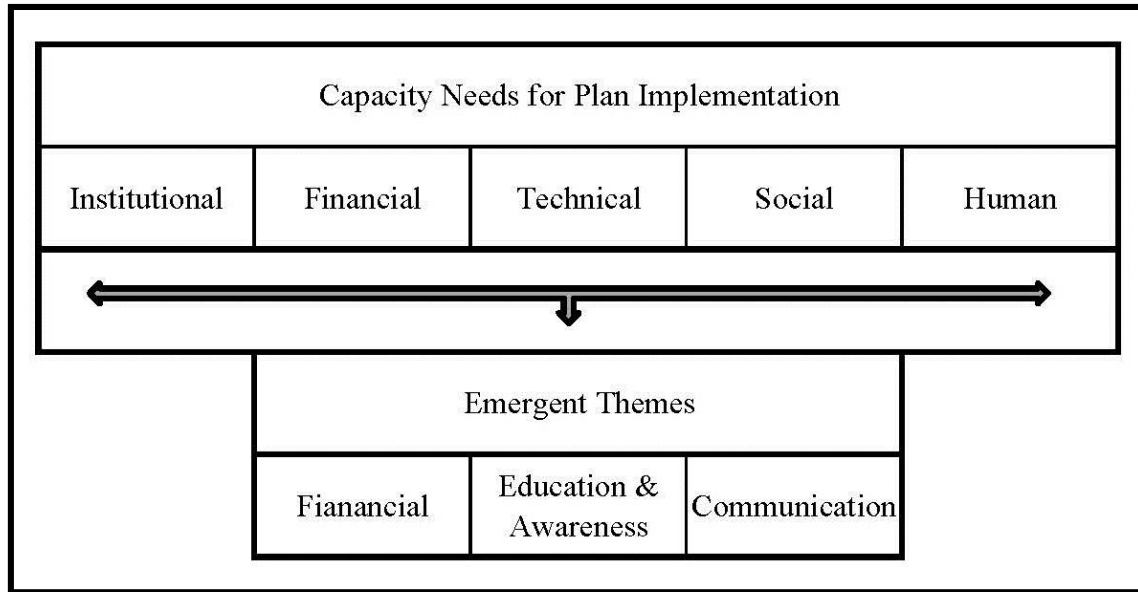 Capacity Needs for Plan Implementation
Institutional
Financial
Technical
Social
Human
Emergent Themes
Fianancial
Education &
Awareness
Communication